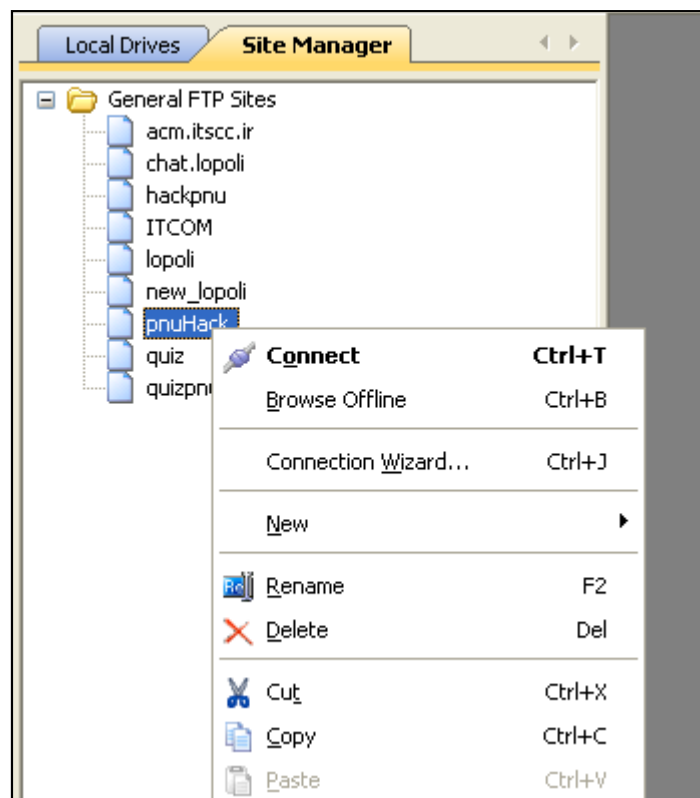 Local Drives Site Manager
General FTP Sites
acm.itscc.ir
chat.lopoli
hackpnu
ITCOM
lopoli
new_lopoli
pnuHack
quiz
Connect Ctrl+T
Browse Offline Ctrl+B
Connection Wizard... Ctrl+J
New
Rename F2
Delete Del
Cut Ctrl+X
Copy Ctrl+C
Paste Ctrl+V